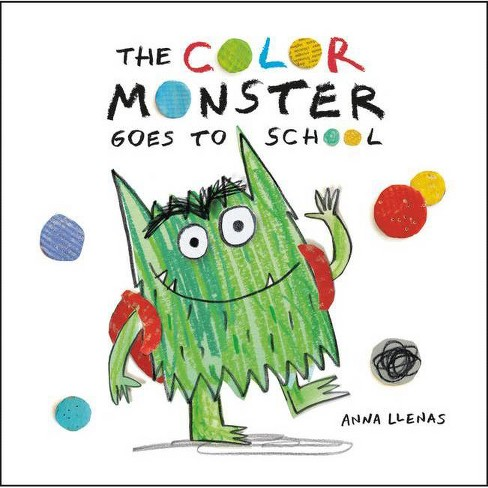 THE COLOR
MONSTER
GOES TO SCHOOL
ANNA LLENAS